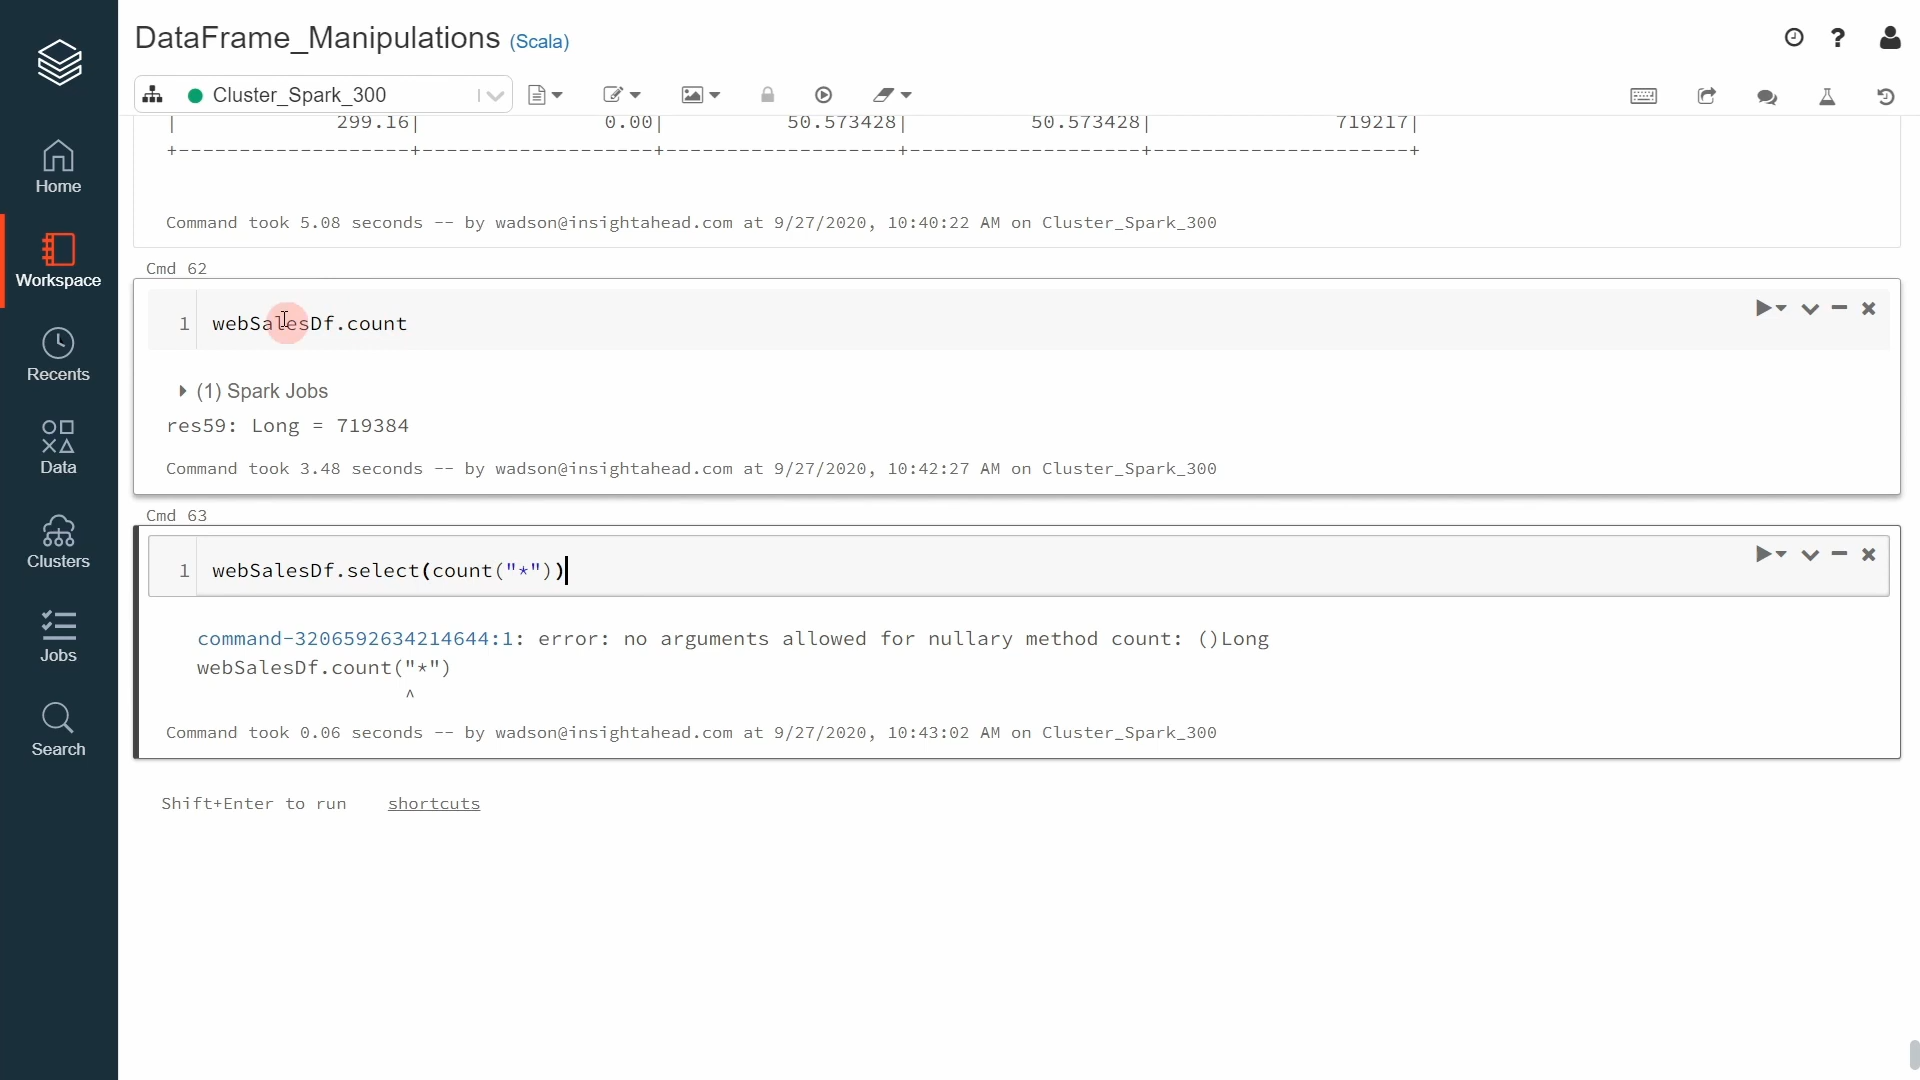 DataFrame_Manipulations (Scala)
Cluster_Spark_300
| 299.16| 0.00| 50.573428| 50.573428| 719217|
+-------------------+-------------------+-------------------+-------------------+---------------------+
Command took 5.08 seconds -- by wadson@insightahead.com at 9/27/2020, 10:40:22 AM on Cluster_Spark_300
Cmd 62
1 webSalesDf.count
(1) Spark Jobs
res59: Long = 719384
Command took 3.48 seconds -- by wadson@insightahead.com at 9/27/2020, 10:42:27 AM on Cluster_Spark_300
Cmd 63
1 webSalesDf.select(count("*"))
command-3206592634214644:1: error: no arguments allowed for nullary method count: ()Long
webSalesDf.count("*")
^
Command took 0.06 seconds -- by wadson@insightahead.com at 9/27/2020, 10:43:02 AM on Cluster_Spark_300
Shift+Enter to run shortcuts
Home
Workspace
Recents
Data
Clusters
Jobs
Search